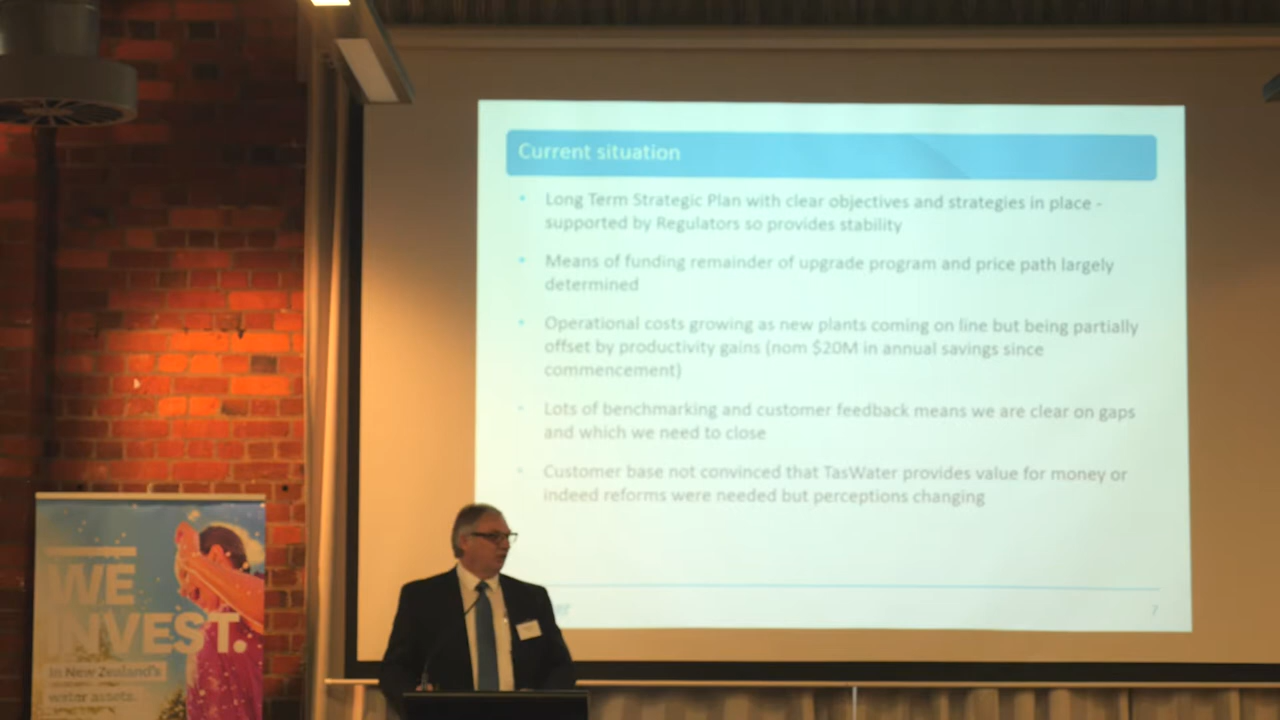 Current situation
Long Term Strategic Plan with clear objectives and strategies in place -
supported by Regulators so provides stability
Means of funding remainder of upgrade program and price path largely
determined
Operational costs growing as new plants coming on line but being partially
offset by productivity gains (nom $20M in annual savings since
commencement)
Lots of benchmarking and customer feedback means we are clear on gaps
and which we need to close
Customer base not convinced that TasWater provides value for money or
indeed reforms were needed but perceptions changing
7
WE
INVEST.
In New Zealand's
water assets.